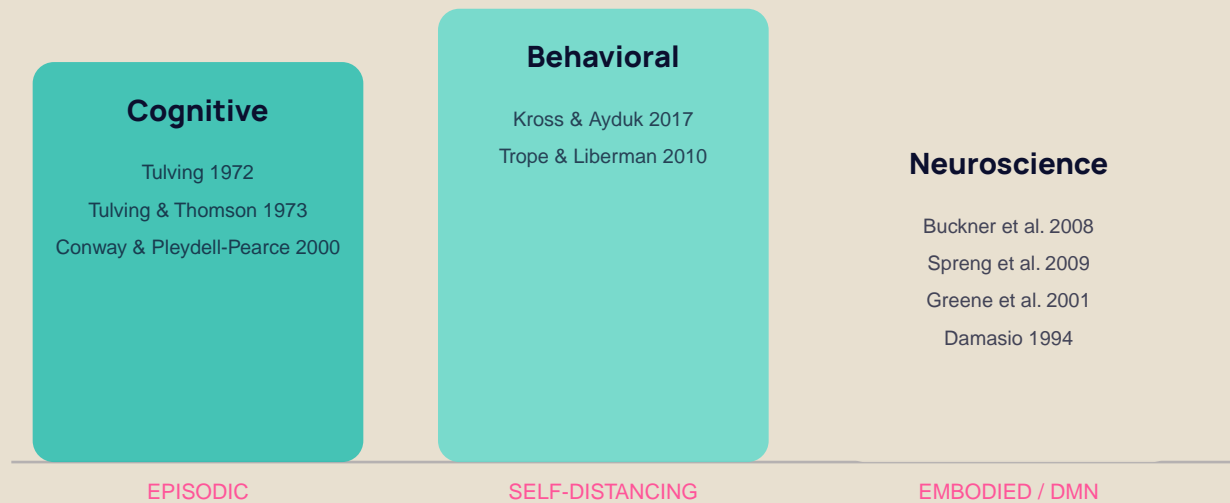 Cognitive
Tulving 1972
Tulving & Thomson 1973
Conway & Pleydell-Pearce 2000
EPISODIC
Behavioral
Kross & Ayduk 2017
Trope & Liberman 2010
SELF-DISTANCING
Neuroscience
Buckner et al. 2008
Spreng et al. 2009
Greene et al. 2001
Damasio 1994
EMBODIED / DMN